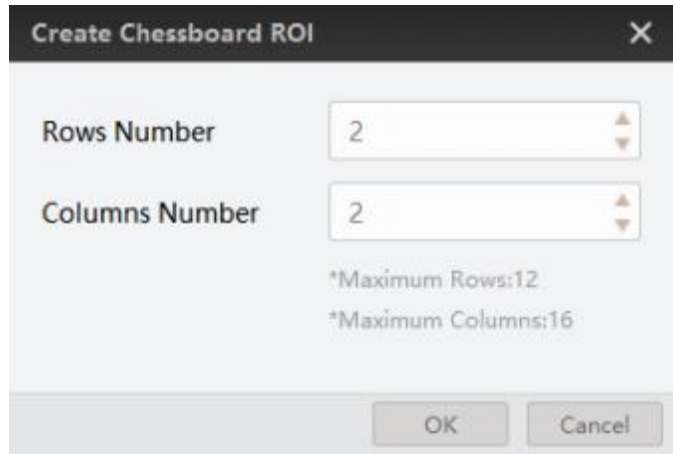 Create Chessboard ROI
Rows Number 2
Columns Number 2
*Maximum Rows:12
*Maximum Columns:16
OK Cancel